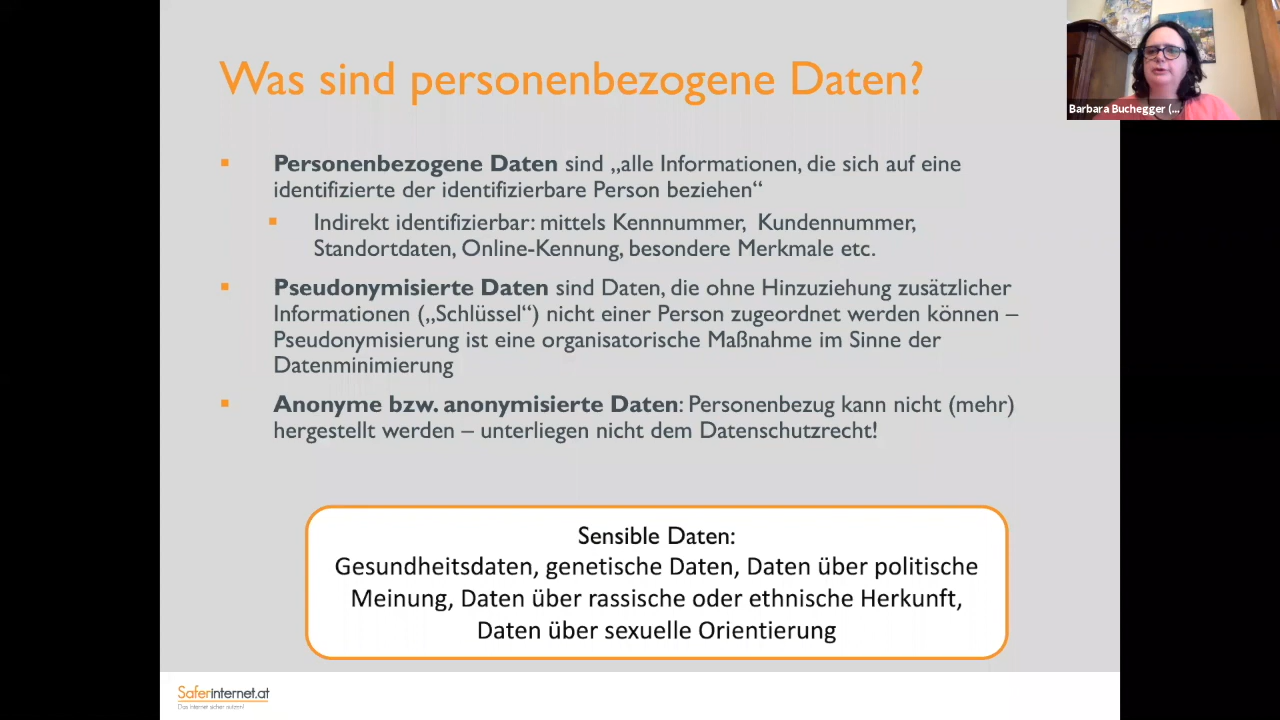 Was sind personenbezogene Daten?
Barbara Buchegger (...
Personenbezogene Daten sind „alle Informationen, die sich auf eine
identifizierte der identifizierbare Person beziehen“
Indirekt identifizierbar: mittels Kennnummer, Kundennummer,
Standortdaten, Online-Kennung, besondere Merkmale etc.
Pseudonymisierte Daten sind Daten, die ohne Hinzuziehung zusätzlicher
Informationen („Schlüssel“) nicht einer Person zugeordnet werden können –
Pseudonymisierung ist eine organisatorische Maßnahme im Sinne der
Datenminimierung
Anonyme bzw. anonymisierte Daten: Personenbezug kann nicht (mehr)
hergestellt werden – unterliegen nicht dem Datenschutzrecht!
Sensible Daten:
Gesundheitsdaten, genetische Daten, Daten über politische
Meinung, Daten über rassische oder ethnische Herkunft,
Daten über sexuelle Orientierung
Saferinternet.at
Das Internet sicher nutzen!